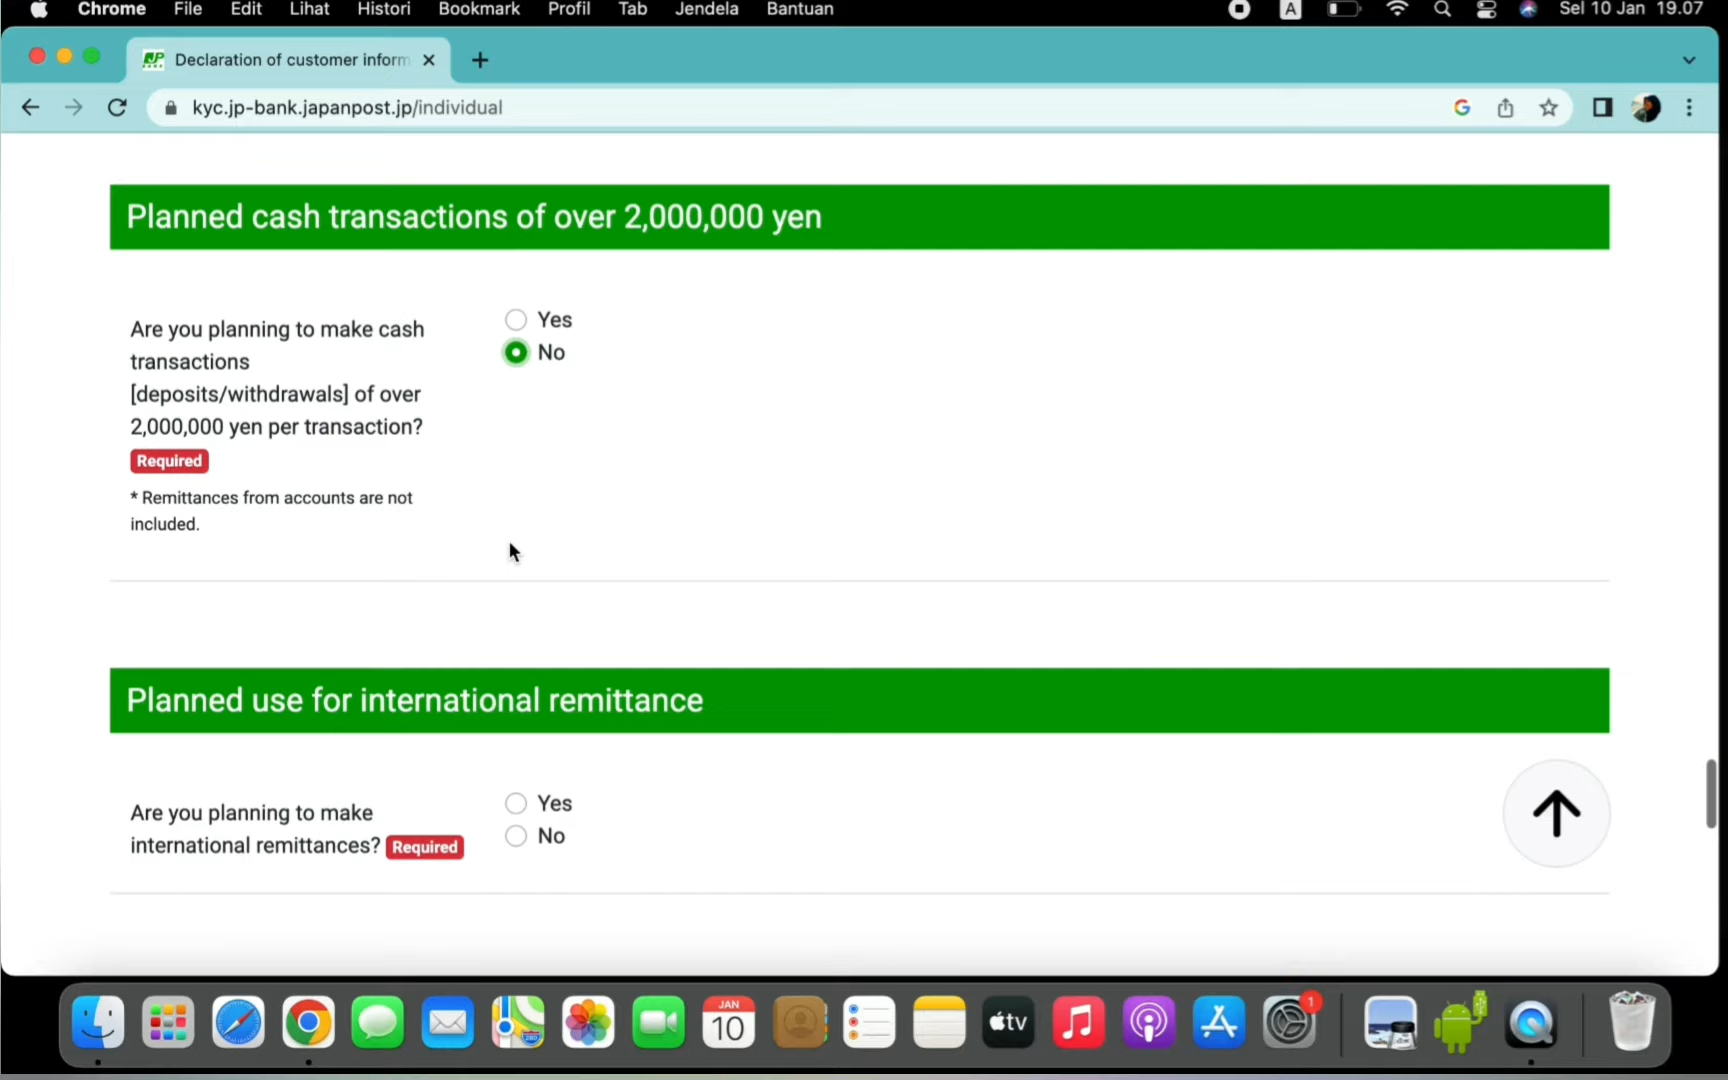 Chrome File Edit Lihat Histori Bookmark Profil Tab Jendela Bantuan A Sel 10 Jan 19.07
Declaration of customer inform
kyc.jp-bank.japanpost.jp/individual
Planned cash transactions of over 2,000,000 yen
Are you planning to make cash
transactions
[deposits/withdrawals] of over
2,000,000 yen per transaction?
Required
* Remittances from accounts are not
included.
Yes
No
Planned use for international remittance
Are you planning to make
international remittances? Required
Yes
No
JAN
10
tv
1